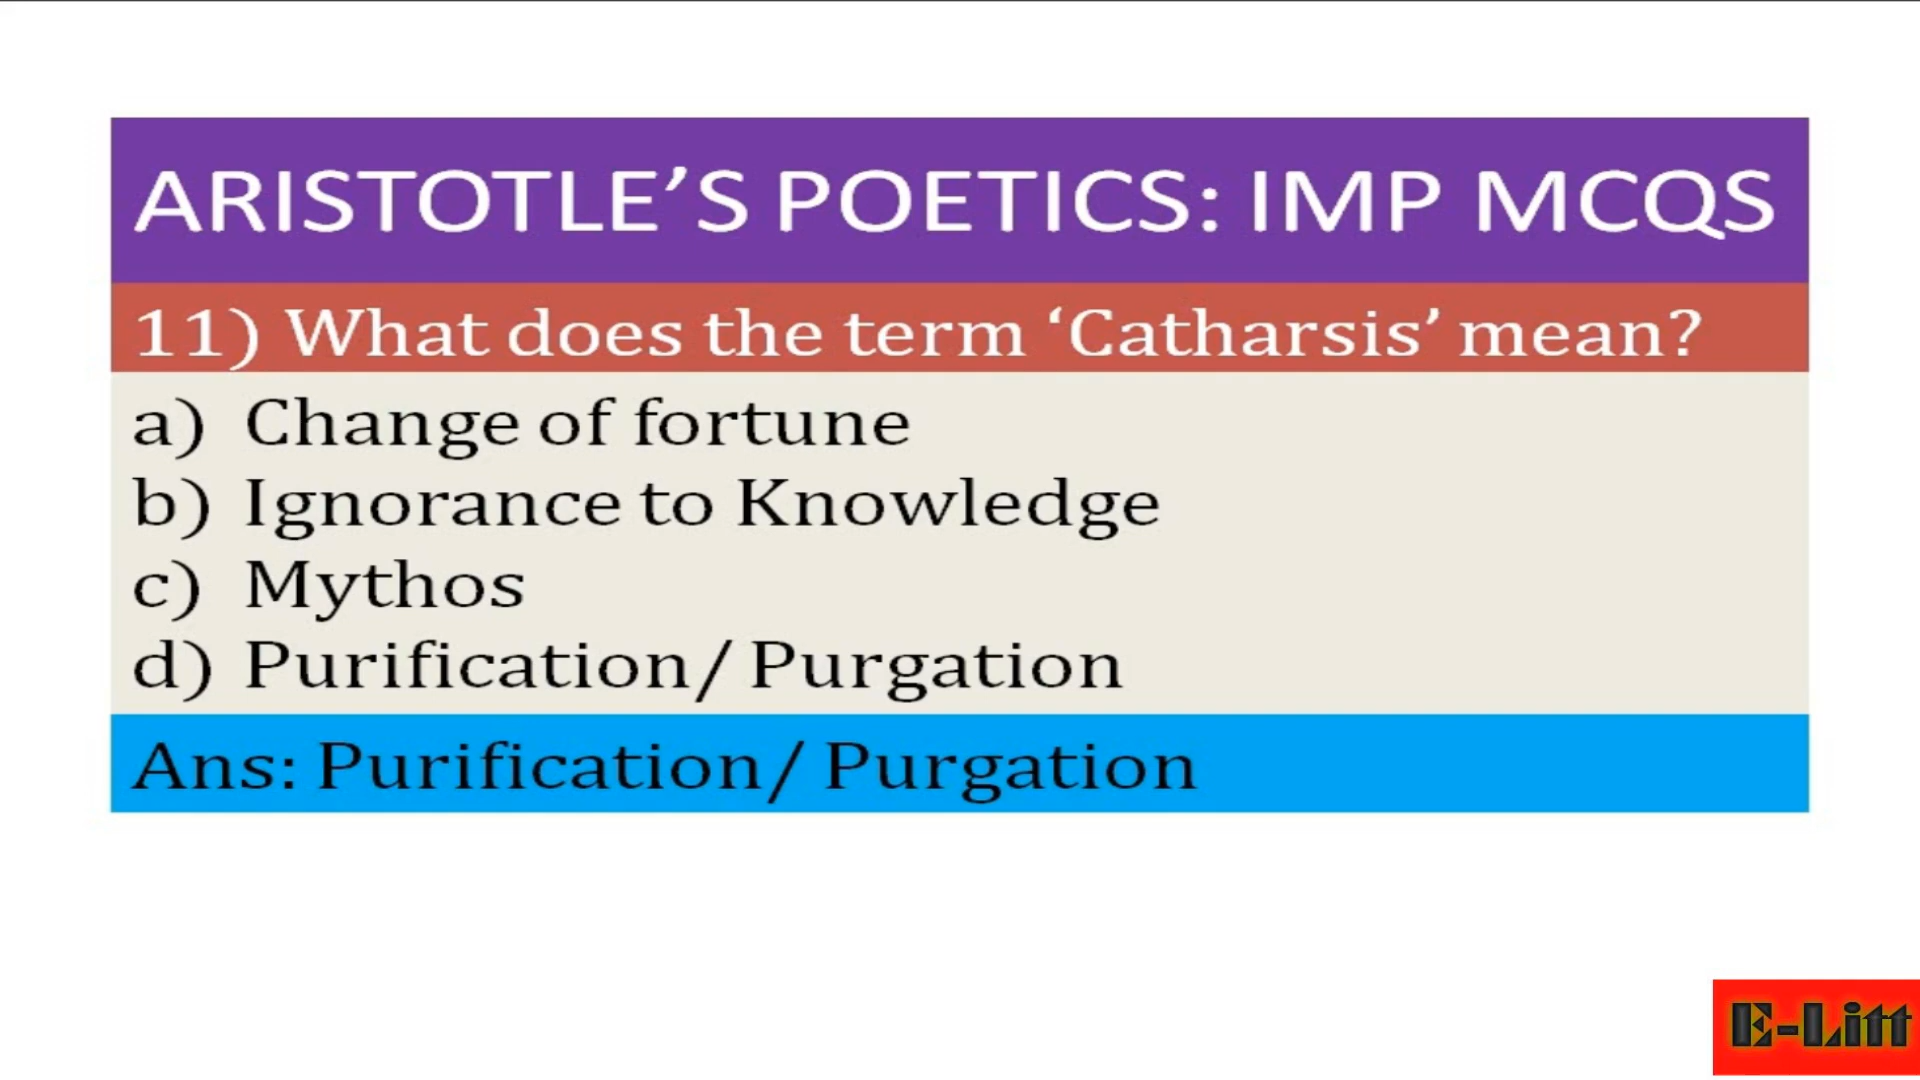 ARISTOTLE’S POETICS: IMP MCQS
11) What does the term ‘Catharsis’ mean?
a) Change of fortune
b) Ignorance to Knowledge
c) Mythos
d) Purification/ Purgation
Ans: Purification/ Purgation
E-Litt